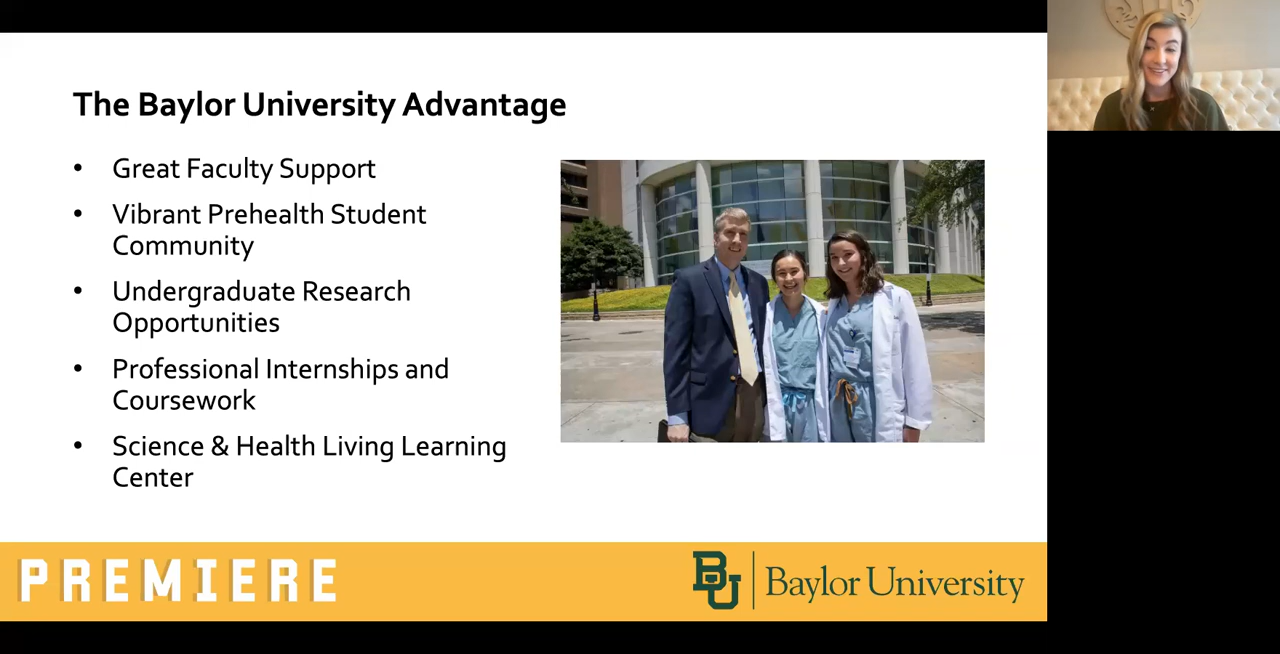 The Baylor University Advantage
• Great Faculty Support
• Vibrant Prehealth Student
Community
• Undergraduate Research
Opportunities
• Professional Internships and
Coursework
• Science & Health Living Learning
Center
PREMIERE
BU Baylor University